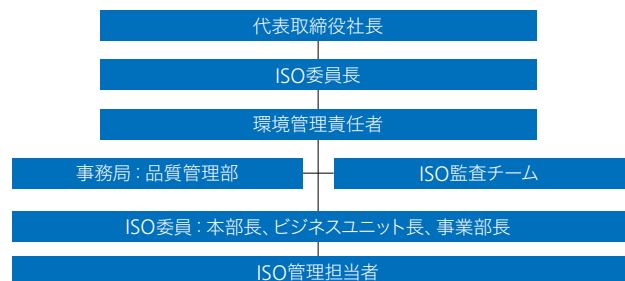 代表取締役社長
ISO委員長
環境管理責任者
事務局：品質管理部
ISO監査チーム
ISO委員：本部長、ビジネスユニット長、事業部長
ISO管理担当者